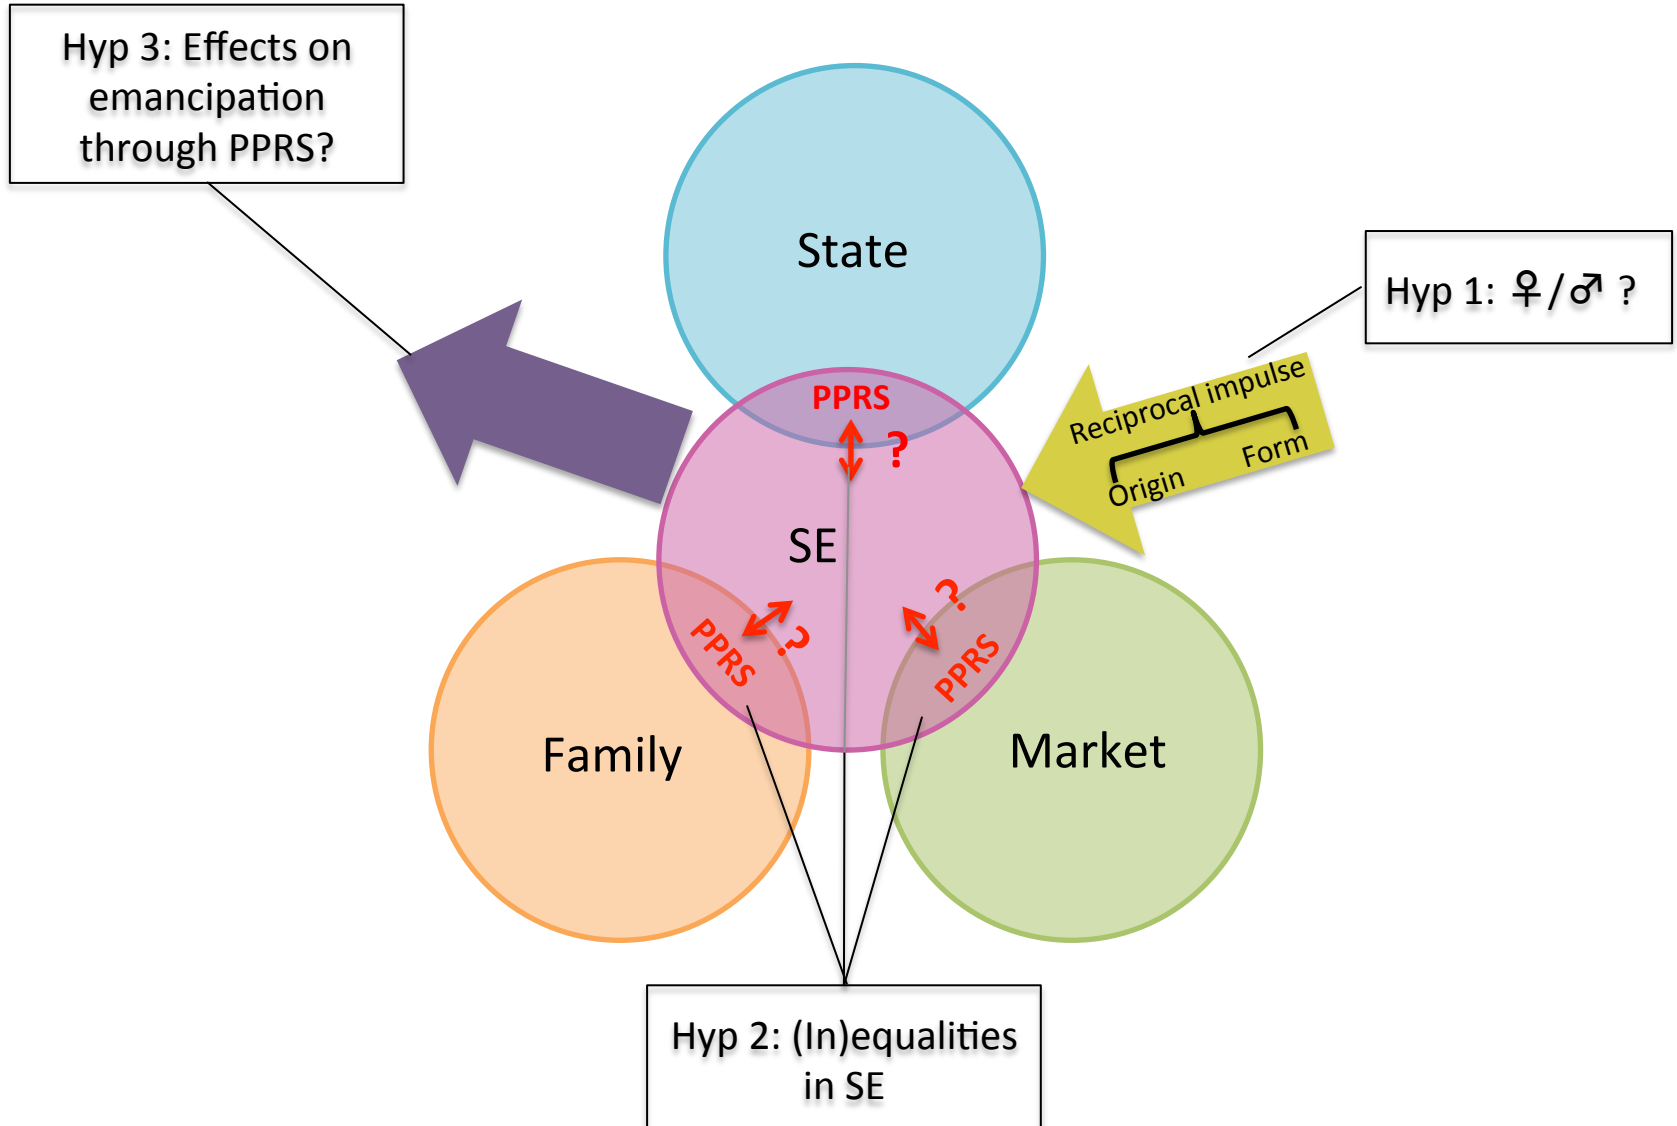 Hyp 3: Effects on
emancipation
through PPRS?
State
Hyp 1: ♀/♂ ?
Reciprocal impulse
Origin
Form
PPRS
?
SE
?
PPRS
?
PPRS
Family
Market
Hyp 2: (In)equalities
in SE